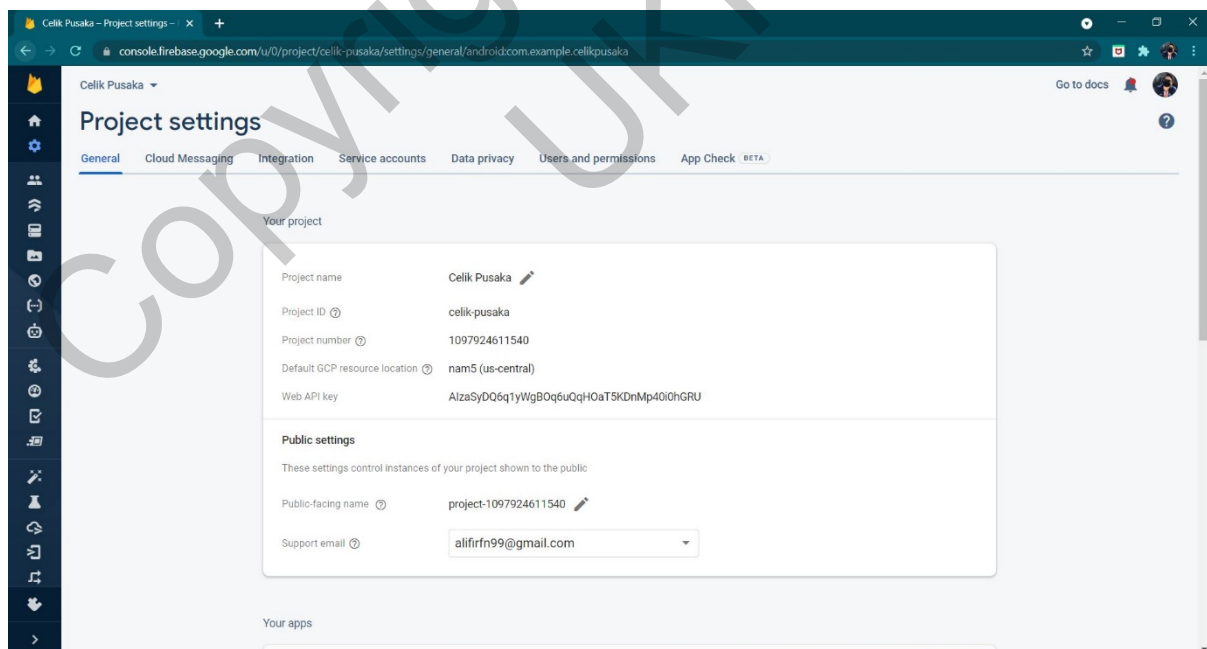 Celik Pusaka – Project settings –
console.firebase.google.com/u/0/project/celik-pusaka/settings/general/android:com.example.celikpusaka
Celik Pusaka
Go to docs
Project settings
General Cloud Messaging Integration Service accounts Data privacy Users and permissions App Check BETA
Your project
Project name Celik Pusaka
Project ID celik-pusaka
Project number 1097924611540
Default GCP resource location nam5 (us-central)
Web API key AIzaSyDQ6q1yWgBOq6uQqHOaT5KDnMp40i0hGRU
Public settings
These settings control instances of your project shown to the public
Public-facing name project-1097924611540
Support email alifirfn99@gmail.com
Your apps